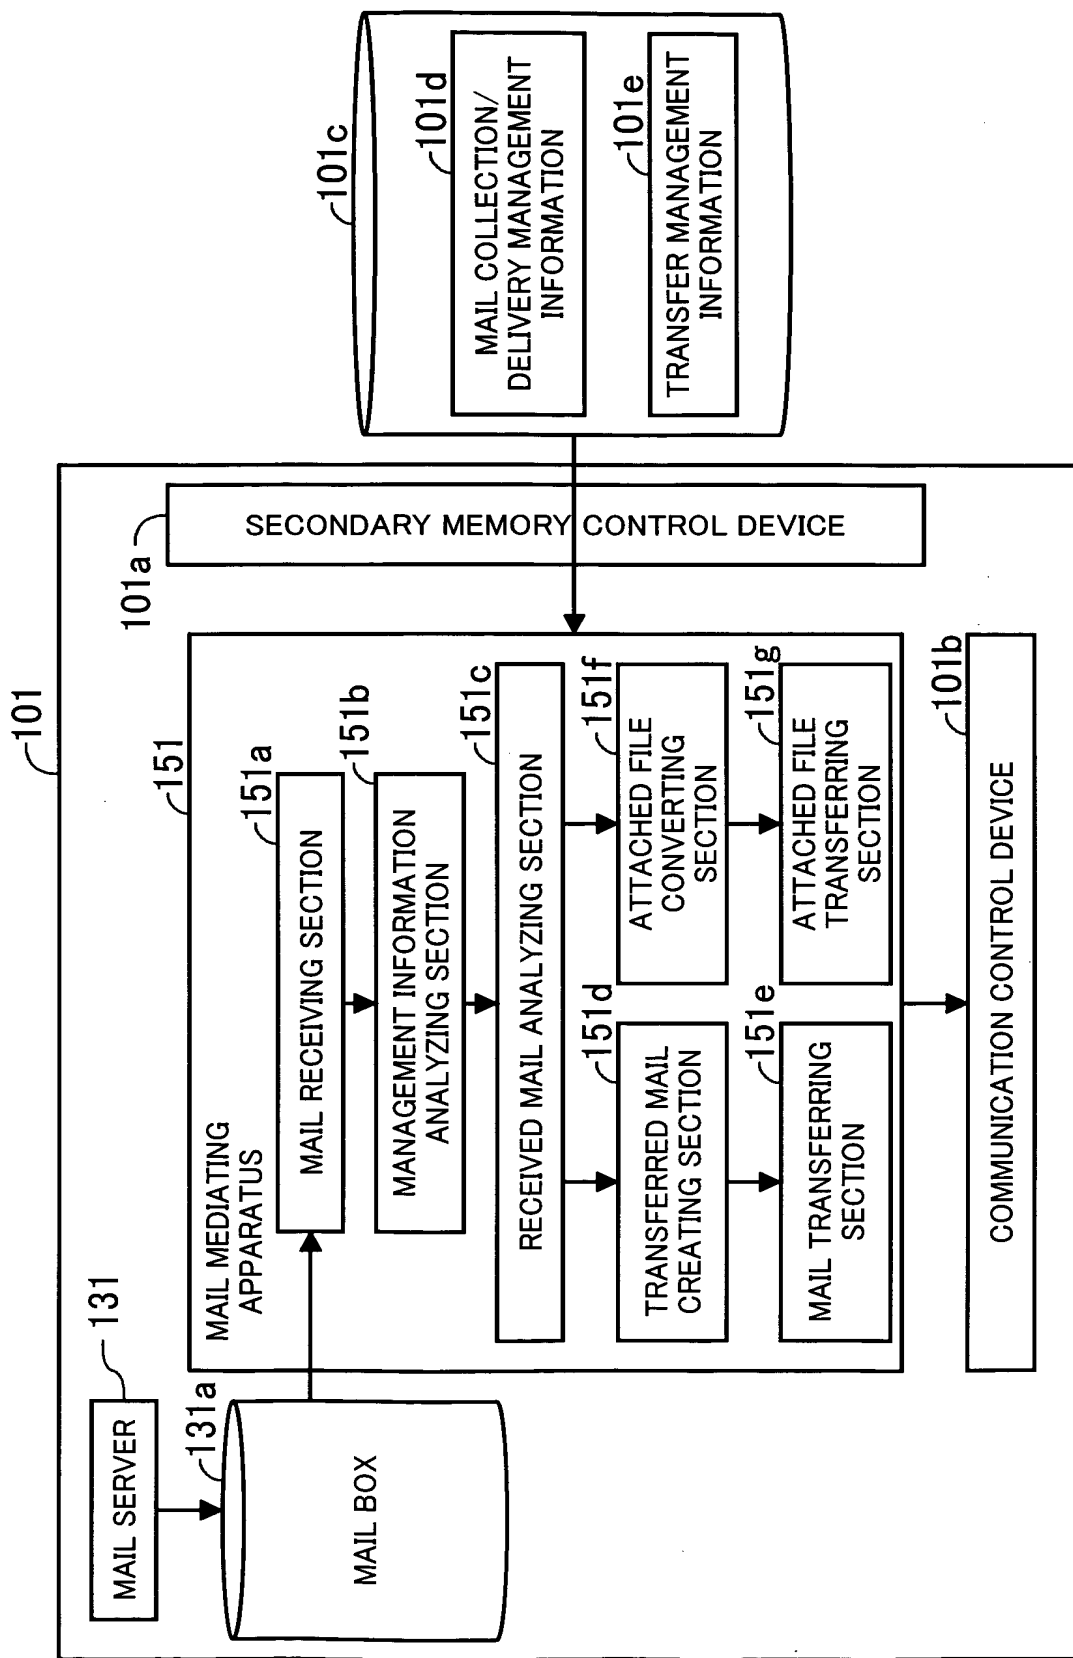 101
MAIL SERVER
131
131a
MAIL BOX
151
MAIL MEDIATING
APPARATUS
151a
MAIL RECEIVING SECTION
151b
MANAGEMENT INFORMATION
ANALYZING SECTION
151c
RECEIVED MAIL ANALYZING SECTION
151d
TRANSFERRED MAIL
CREATING SECTION
151f
ATTACHED FILE
CONVERTING
SECTION
151e
MAIL TRANSFERRING
SECTION
151g
ATTACHED FILE
TRANSFERRING
SECTION
101b
COMMUNICATION CONTROL DEVICE
101a
SECONDARY MEMORY CONTROL DEVICE
101c
101d
MAIL COLLECTION/
DELIVERY MANAGEMENT
INFORMATION
101e
TRANSFER MANAGEMENT
INFORMATION